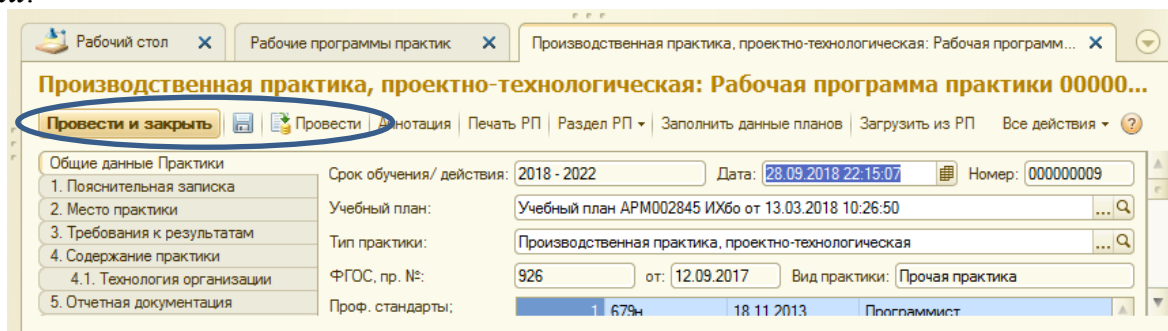 Рабочий стол Рабочие программы практик Производственная практика, проектно-технологическая: Рабочая программ...
Производственная практика, проектно-технологическая: Рабочая программа практики 00000...
Провести и закрыть Провести Аннотация Печать РП Раздел РП Заполнить данные планов Загрузить из РП Все действия ?
Общие данные Практики
1. Пояснительная записка
2. Место практики
3. Требования к результатам
4. Содержание практики
4.1. Технология организации
5. Отчетная документация
Срок обучения/ действия: 2018 - 2022 Дата: 28.09.2018 22:15:07 Номер: 000000009
Учебный план: Учебный план АРМ002845 ИХбо от 13.03.2018 10:26:50 ...
Тип практики: Производственная практика, проектно-технологическая ...
ФГОС, пр. №: 926 от: 12.09.2017 Вид практики: Прочая практика
Проф. стандарты; 1 679н 18.11.2013 Программист